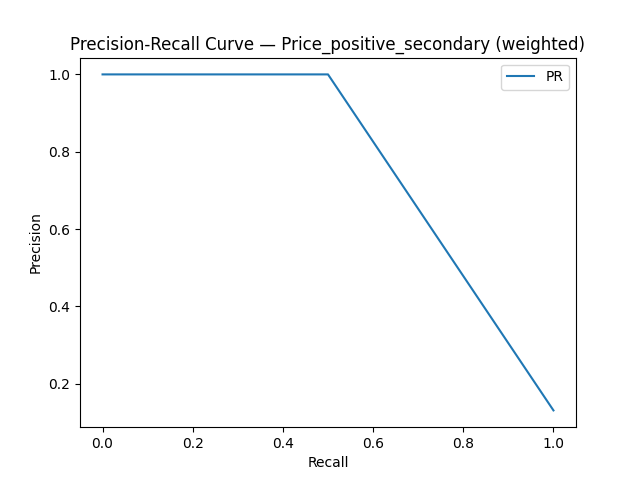 Precision-Recall Curve — Price_positive_secondary (weighted)
PR
Precision
1.0
0.8
0.6
0.4
0.2
0.0 0.2 0.4 0.6 0.8 1.0
Recall